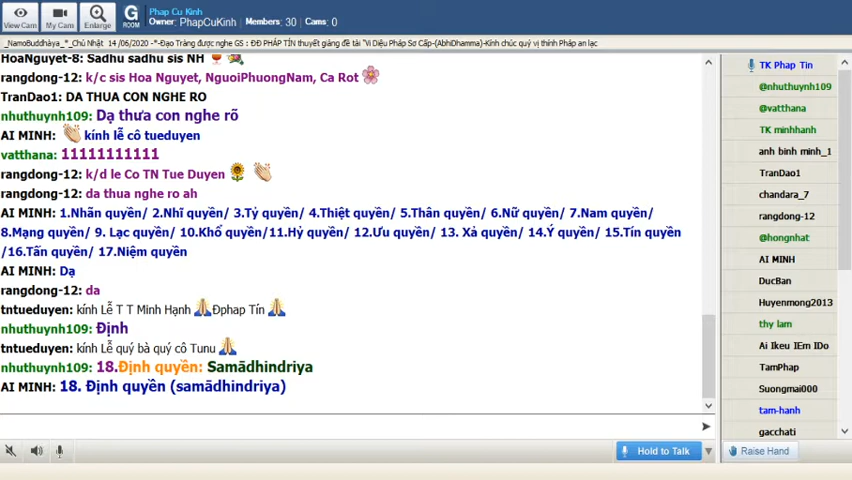 View Cam
My Cam
Enlarge
G
ROOM
Phap Cu Kinh
Owner: PhapCuKinh Members: 30 Cams: 0
_NamoBuddhàya_*_Chủ Nhật 14 /06/2020 -*-Đạo Tràng được nghe GS : ĐĐ PHÁP TÍN thuyết giảng đề tài "Vi Diệu Pháp Sơ Cấp-(AbhiDhamma)-Kính chúc quý vị thính Pháp an lạc
HoaNguyet-8: Sadhu sadhu sis NH
rangdong-12: k/c sis Hoa Nguyet, NguoiPhuongNam, Ca Rot
TranDao1: DA THUA CON NGHE RO
nhuthuynh109: Dạ thưa con nghe rõ
AI MINH: kính lễ cô tueduyen
vatthana: 11111111111
rangdong-12: k/d le Co TN Tue Duyen
rangdong-12: da thua nghe ro ah
AI MINH: 1.Nhãn quyền/ 2.Nhĩ quyền/ 3.Tỷ quyền/ 4.Thiệt quyền/ 5.Thân quyền/ 6.Nữ quyền/ 7.Nam quyền/
8.Mạng quyền/ 9. Lạc quyền/ 10.Khổ quyền/11.Hỷ quyền/ 12.Ưu quyền/ 13. Xả quyền/ 14.Ý quyền/ 15.Tín quyền
/16.Tấn quyền/ 17.Niệm quyền
AI MINH: Dạ
rangdong-12: da
tntueduyen: kính Lễ T T Minh Hạnh Đphap Tín
nhuthuynh109: Định
tntueduyen: kính Lễ quý bà quý cô Tunu
nhuthuynh109: 18.Định quyền: Samādhindriya
AI MINH: 18. Định quyền (samādhindriya)
TK Phap Tin
@nhuthuynh109
@vatthana
TK minhhanh
anh binh minh_1
TranDao1
chandara_7
rangdong-12
@hongnhat
AI MINH
DucBan
Huyenmong2013
thy lam
Ai lkeu IEm IDo
TamPhap
Suongmai000
tam-hanh
gacchati
Hold to Talk
Raise Hand